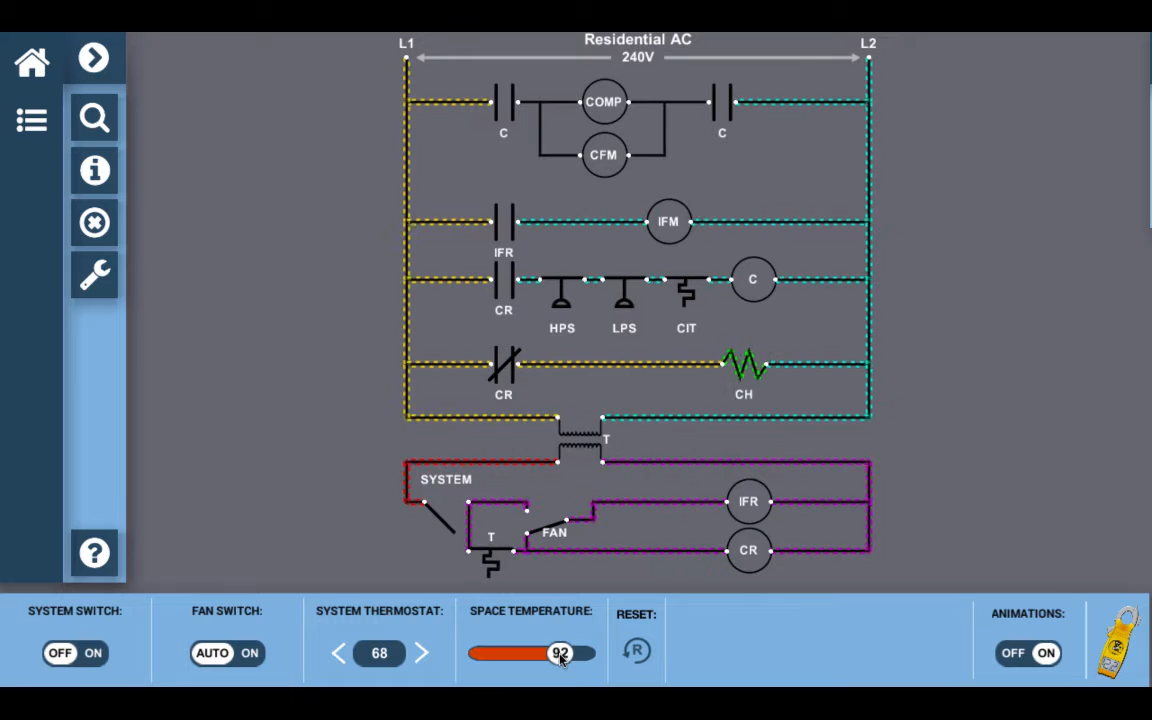 L1
Residential AC
L2
240V
COMP
C
C
CFM
IFM
IFR
C
CR
HPS
LPS
CIT
CR
CH
T
SYSTEM
IFR
FAN
T
CR
SYSTEM SWITCH:
FAN SWITCH:
SYSTEM THERMOSTAT:
SPACE TEMPERATURE:
RESET:
ANIMATIONS:
OFF ON
AUTO ON
68
92
R
OFF ON